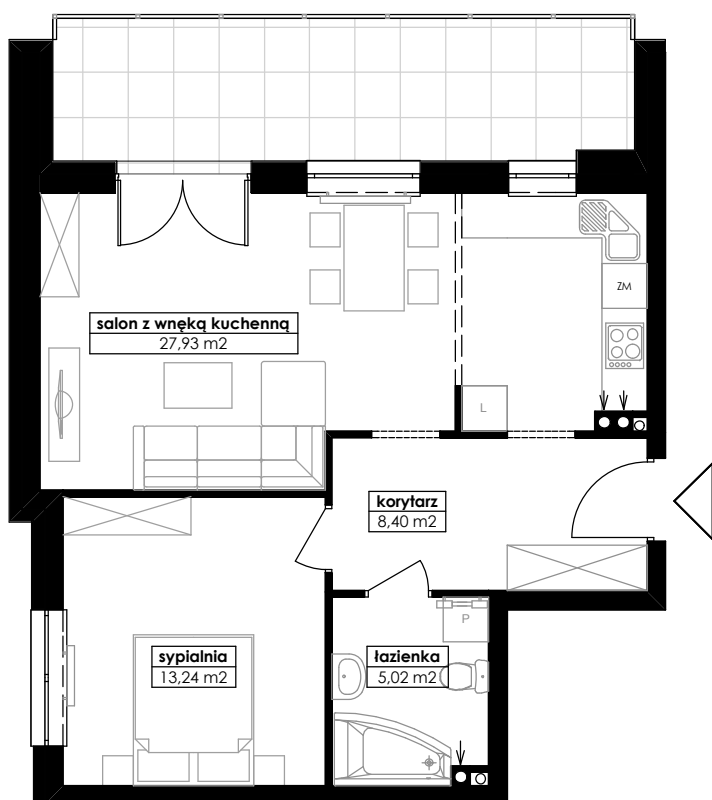 ZM
salon z wnęką kuchenną
27,93 m2
L
korytarz
8,40 m2
P
sypialnia
13,24 m2
łazienka
5,02 m2